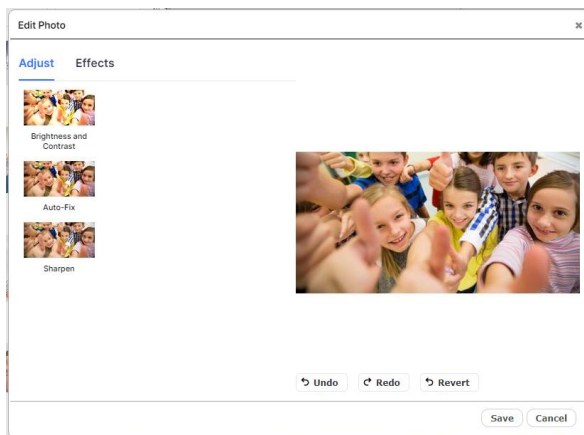 Edit Photo
Adjust Effects
Brightness and
Contrast
Auto-Fix
Sharpen
Undo Redo Revert
Save Cancel